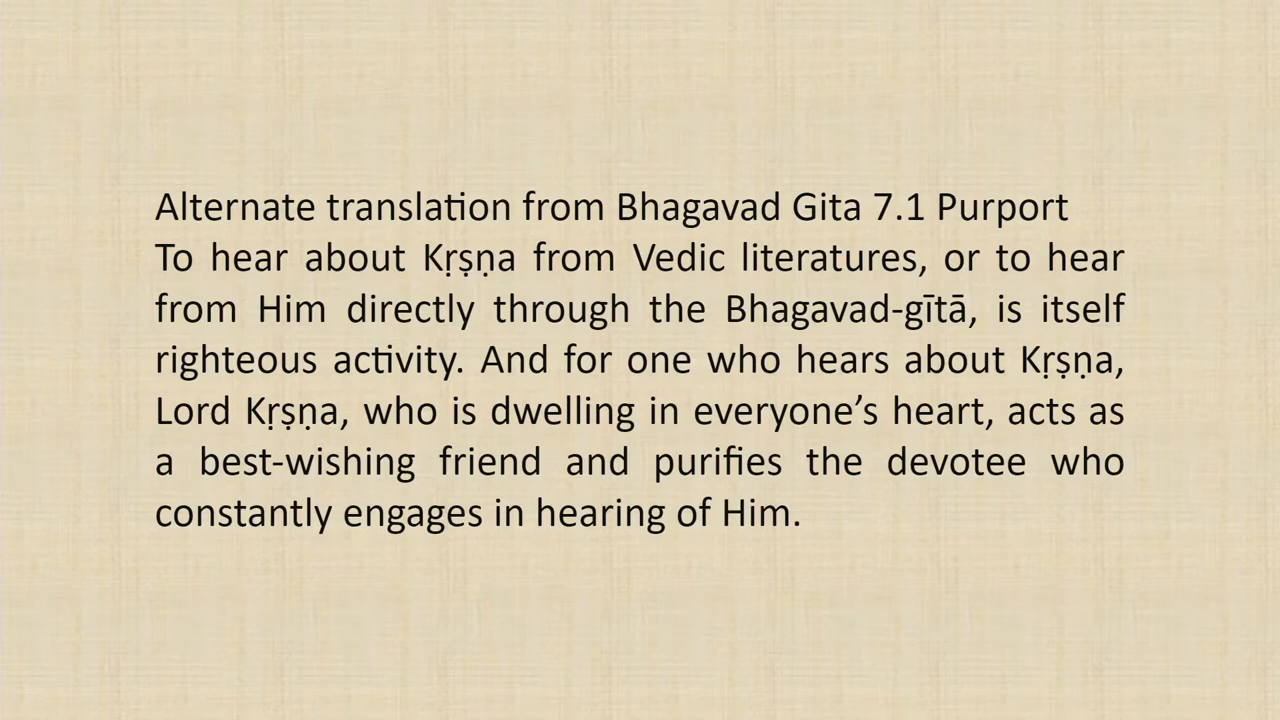 Alternate translation from Bhagavad Gita 7.1 Purport
To hear about Kṛṣṇa from Vedic literatures, or to hear
from Him directly through the Bhagavad-gītā, is itself
righteous activity. And for one who hears about Kṛṣṇa,
Lord Kṛṣṇa, who is dwelling in everyone’s heart, acts as
a best-wishing friend and purifies the devotee who
constantly engages in hearing of Him.